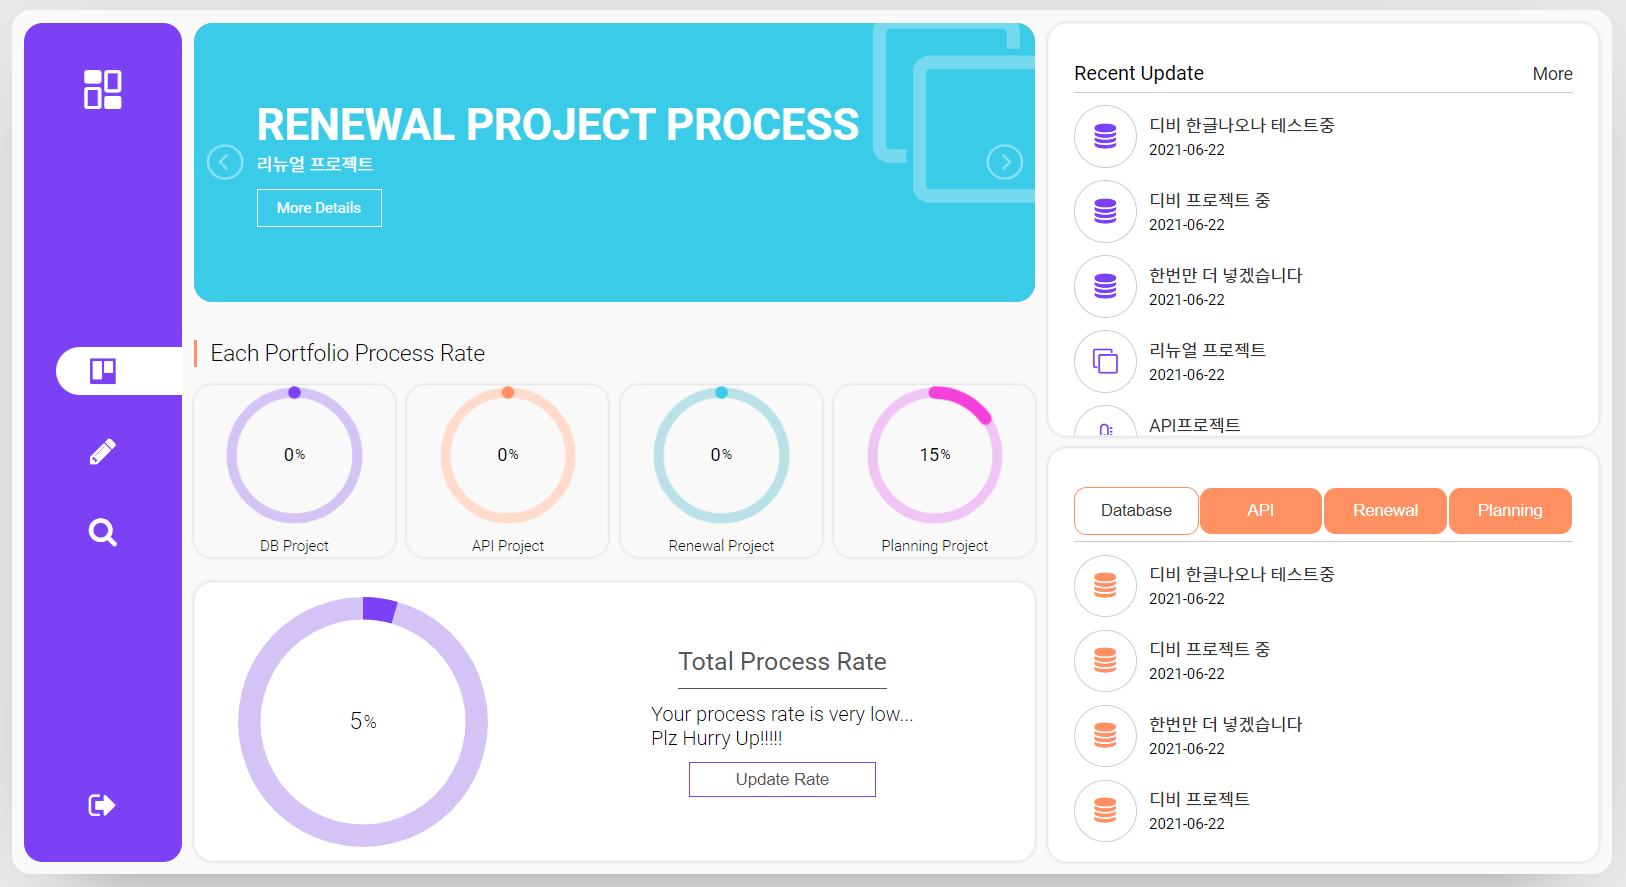 RENEWAL PROJECT PROCESS
리뉴얼 프로젝트
More Details
Each Portfolio Process Rate
0%
DB Project
0%
API Project
0%
Renewal Project
15%
Planning Project
5%
Total Process Rate
Your process rate is very low...
Plz Hurry Up!!!!!
Update Rate
Recent Update
More
디비 한글나오나 테스트중
2021-06-22
디비 프로젝트 중
2021-06-22
한번만 더 넣겠습니다
2021-06-22
리뉴얼 프로젝트
2021-06-22
API프로젝트
Database
API
Renewal
Planning
디비 한글나오나 테스트중
2021-06-22
디비 프로젝트 중
2021-06-22
한번만 더 넣겠습니다
2021-06-22
디비 프로젝트
2021-06-22